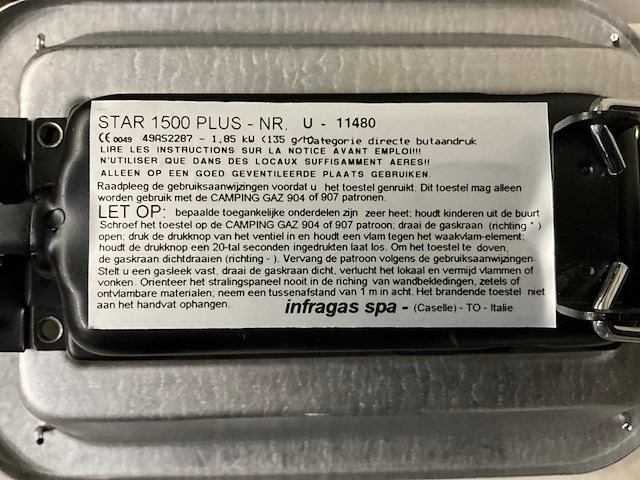 STAR 1500 PLUS - NR. U - 11480
CE 0049 49AS2287 - 1,85 kW (135 g/h) Categorie directe butaandruk
LIRE LES INSTRUCTIONS SUR LA NOTICE AVANT EMPLOI!!!
N'UTILISER QUE DANS DES LOCAUX SUFFISAMMENT AERES!!
ALLEEN OP EEN GOED GEVENTILEERDE PLAATS GEBRUIKEN.
Raadpleeg de gebruiksaanwijzingen voordat u het toestel genruikt. Dit toestel mag alleen
worden gebruik met de CAMPING GAZ 904 of 907 patronen.
LET OP: bepaalde toegankelijke onderdelen zijn zeer heet; houdt kinderen uit de buurt
Schroef het toestel op de CAMPING GAZ 904 of 907 patroon; draai de gaskraan (richting + )
open; druk de drukknop van het ventiel in en houdt een vlam tegen het waakvlam-element;
houdt de drukknop een 20-tal seconden ingedrukten laat los. Om het toestel te doven,
de gaskraan dichtdraaien (richting - ). Vervang de patroon volgens de gebruiksaanwijzingen
Stelt u een gasleek vast, draai de gaskraan dicht, verlucht het lokaal en vermijd vlammen of
vonken. Orienteer het stralingspaneel nooit in de riching van wandbekledingen, zetels of
ontvlambare materialen; neem een tussenafstand van 1 m in acht. Het brandende toestel niet
aan het handvat ophangen.
infragas spa - (Caselle) - TO - Italie